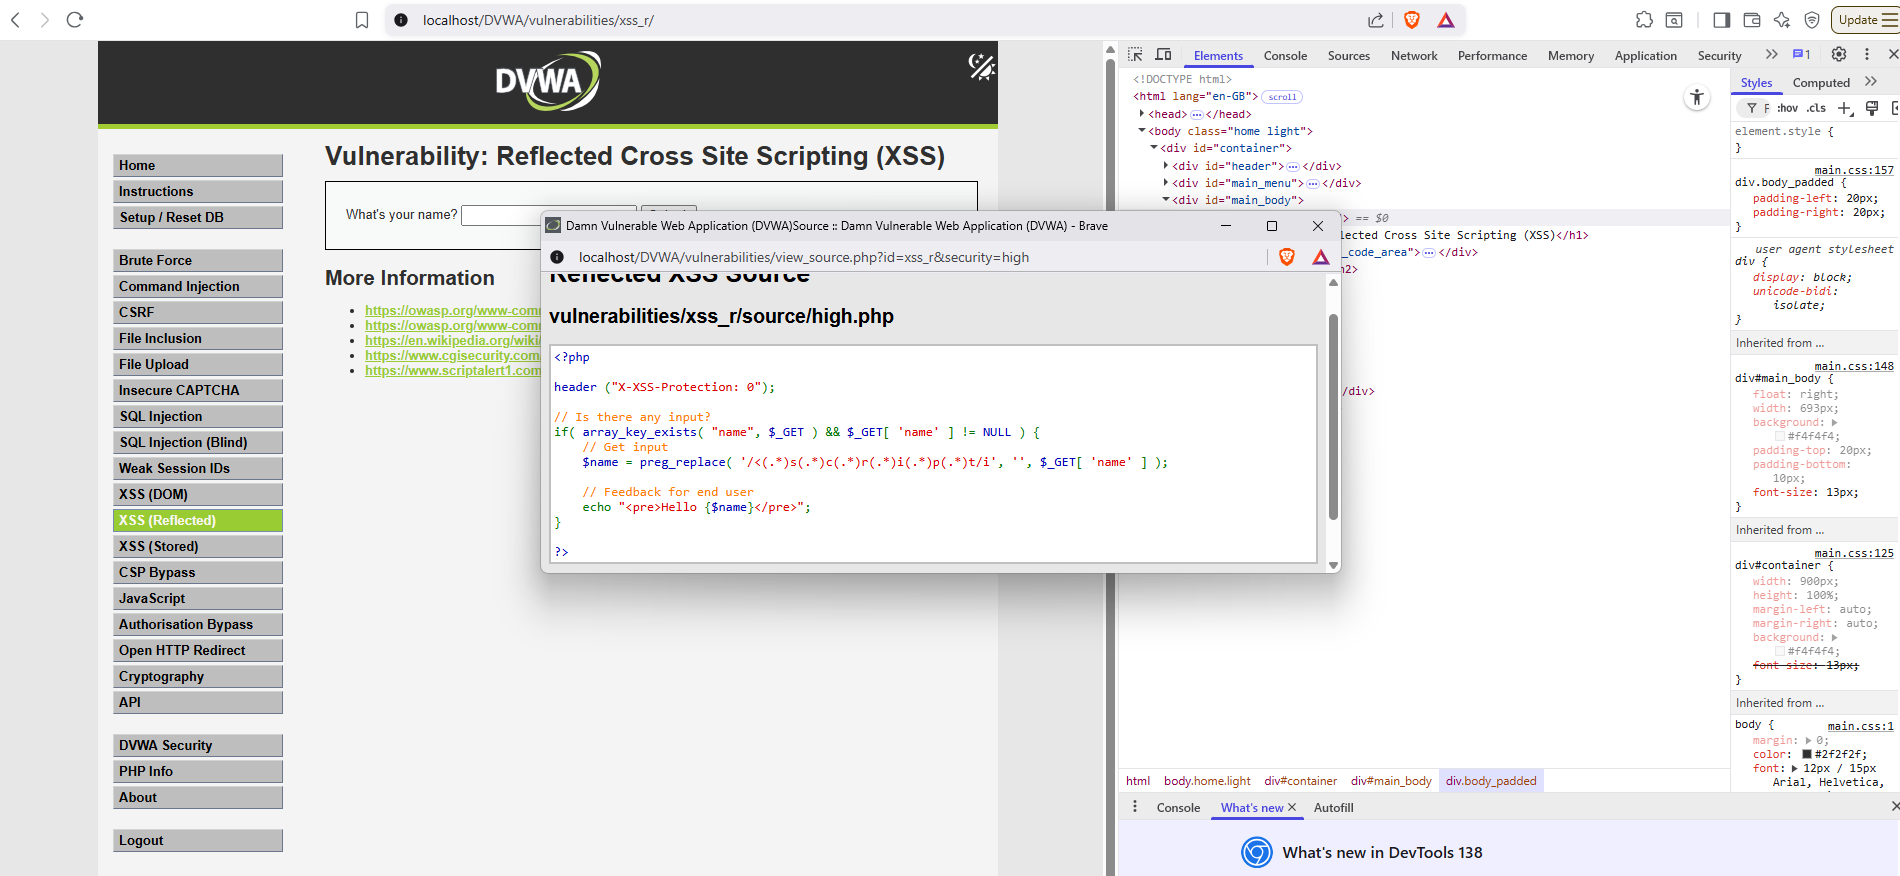 localhost/DVWA/vulnerabilities/xss_r/
Update
DVWA
Home
Instructions
Setup / Reset DB
Brute Force
Command Injection
CSRF
File Inclusion
File Upload
Insecure CAPTCHA
SQL Injection
SQL Injection (Blind)
Weak Session IDs
XSS (DOM)
XSS (Reflected)
XSS (Stored)
CSP Bypass
JavaScript
Authorisation Bypass
Open HTTP Redirect
Cryptography
API
DVWA Security
PHP Info
About
Logout
Vulnerability: Reflected Cross Site Scripting (XSS)
What's your name?
More Information
https://owasp.org/www-com
https://owasp.org/www-com
https://en.wikipedia.org/wiki/
https://www.cgisecurity.com
https://www.scriptalert1.com
Damn Vulnerable Web Application (DVWA)Source :: Damn Vulnerable Web Application (DVWA) - Brave
localhost/DVWA/vulnerabilities/view_source.php?id=xss_r&security=high
Reflected XSS Source
vulnerabilities/xss_r/source/high.php
<?php
header ("X-XSS-Protection: 0");
// Is there any input?
if( array_key_exists( "name", $_GET ) && $_GET[ 'name' ] != NULL ) {
// Get input
$name = preg_replace( '/<(.*)s(.*)c(.*)r(.*)i(.*)p(.*)t/i', '', $_GET[ 'name' ] );
// Feedback for end user
echo "<pre>Hello {$name}</pre>";
}
?>
Elements Console Sources Network Performance Memory Application Security 1
<!DOCTYPE html>
<html lang="en-GB"> scroll
<head> </head>
<body class="home light">
<div id="container">
<div id="header"> </div>
<div id="main_menu"> </div>
<div id="main_body">
> == $0
lected Cross Site Scripting (XSS)</h1>
_code_area"> </div>
n2>
/div>
html body.home.light div#container div#main_body div.body_padded
Console What's new Autofill
What's new in DevTools 138
Styles Computed
F :hov .cls
element.style {
}
main.css:157
div.body_padded {
padding-left: 20px;
padding-right: 20px;
}
user agent stylesheet
div {
display: block;
unicode-bidi:
isolate;
}
Inherited from ...
main.css:148
div#main_body {
float: right;
width: 693px;
background:
#f4f4f4;
padding-top: 20px;
padding-bottom:
10px;
font-size: 13px;
}
Inherited from ...
main.css:125
div#container {
width: 900px;
height: 100%;
margin-left: auto;
margin-right: auto;
background:
#f4f4f4;
font-size: 13px;
}
Inherited from ...
body { main.css:1
margin: 0;
color: #2f2f2f;
font: 12px / 15px
Arial, Helvetica,